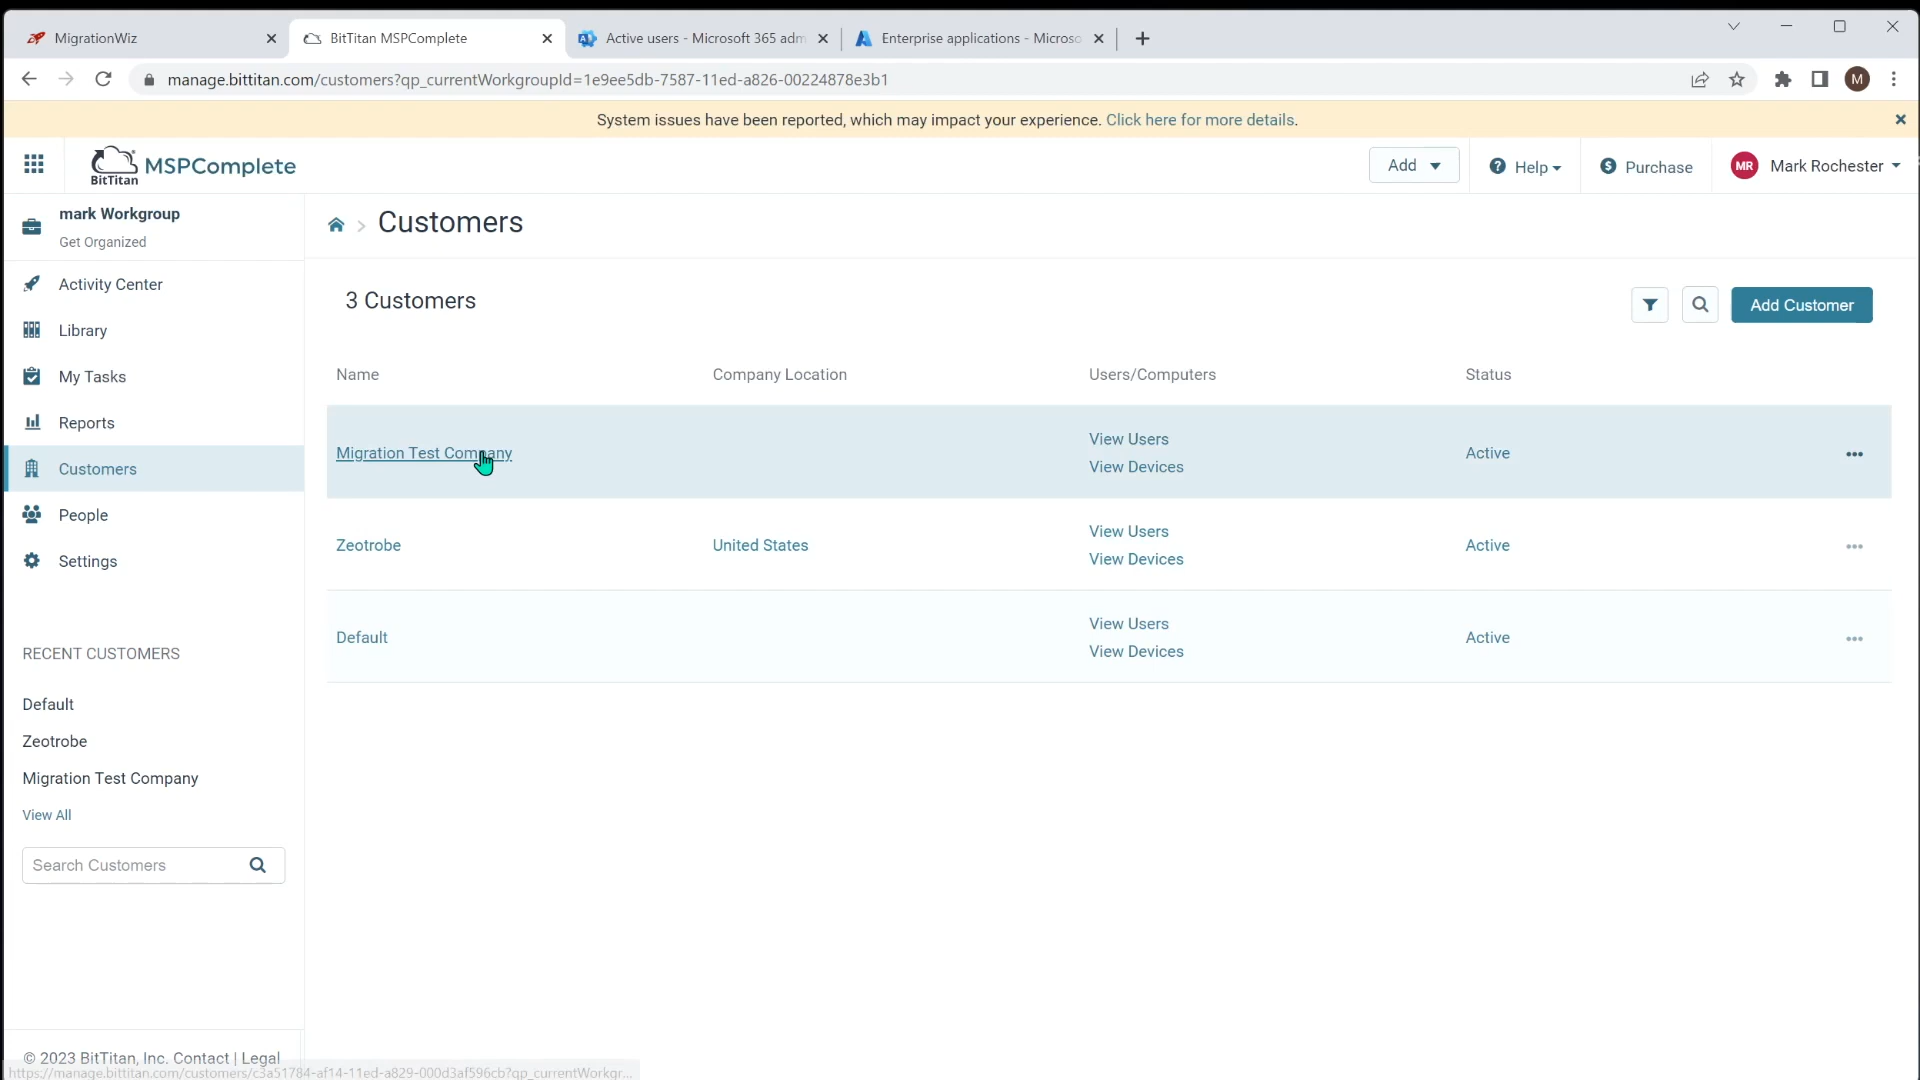 MigrationWiz
BitTitan MSPComplete
Active users - Microsoft 365 adm
Enterprise applications - Microso
manage.bittitan.com/customers?qp_currentWorkgroupId=1e9ee5db-7587-11ed-a826-00224878e3b1
M
System issues have been reported, which may impact your experience. Click here for more details.
BitTitan MSPComplete
Add
Help
Purchase
MR
Mark Rochester
mark Workgroup
Get Organized
Activity Center
Library
My Tasks
Reports
Customers
People
Settings
RECENT CUSTOMERS
Default
Zeotrobe
Migration Test Company
View All
Search Customers
© 2023 BitTitan, Inc. Contact | Legal
https://manage.bittitan.com/customers/c3a51784-af14-11ed-a829-000d3af596cb?qp_currentWorkgr...
Customers
3 Customers
Add Customer
Name
Company Location
Users/Computers
Status
Migration Test Company
View Users
View Devices
Active
Zeotrobe
United States
View Users
View Devices
Active
Default
View Users
View Devices
Active